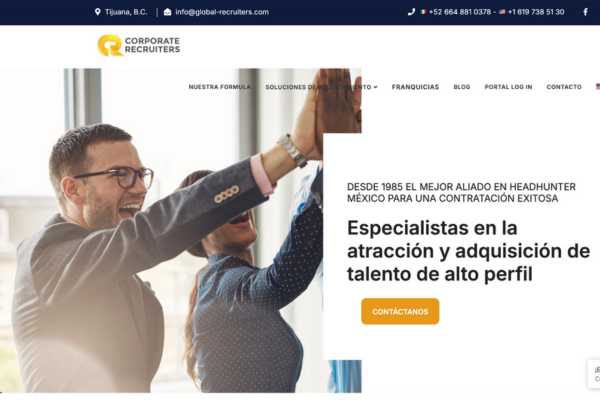 Tijuana, B.C.
info@global-recruiters.com
+52 664 881 0378 - +1 619 738 51 30
CORPORATE
RECRUITERS
NUESTRA FORMULA
SOLUCIONES DE RECLUTAMIENTO
FRANQUICIAS
BLOG
PORTAL LOG IN
CONTACTO
DESDE 1985 EL MEJOR ALIADO EN HEADHUNTER
MÉXICO PARA UNA CONTRATACIÓN EXITOSA
Especialistas en la
atracción y adquisición de
talento de alto perfil
CONTÁCTANOS